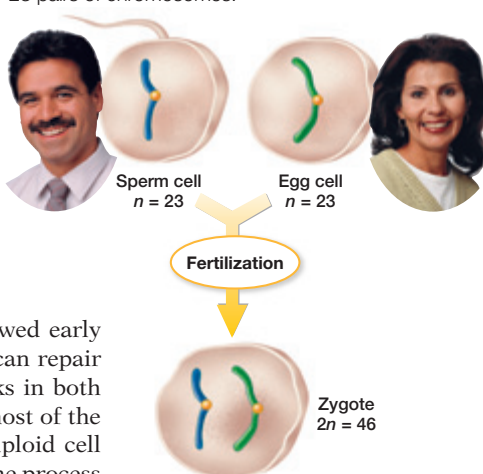 Sperm cell
n = 23
Egg cell
n = 23
Fertilization
Zygote
2n = 46
wed early
can repair
ks in both
most of the
ploid cell